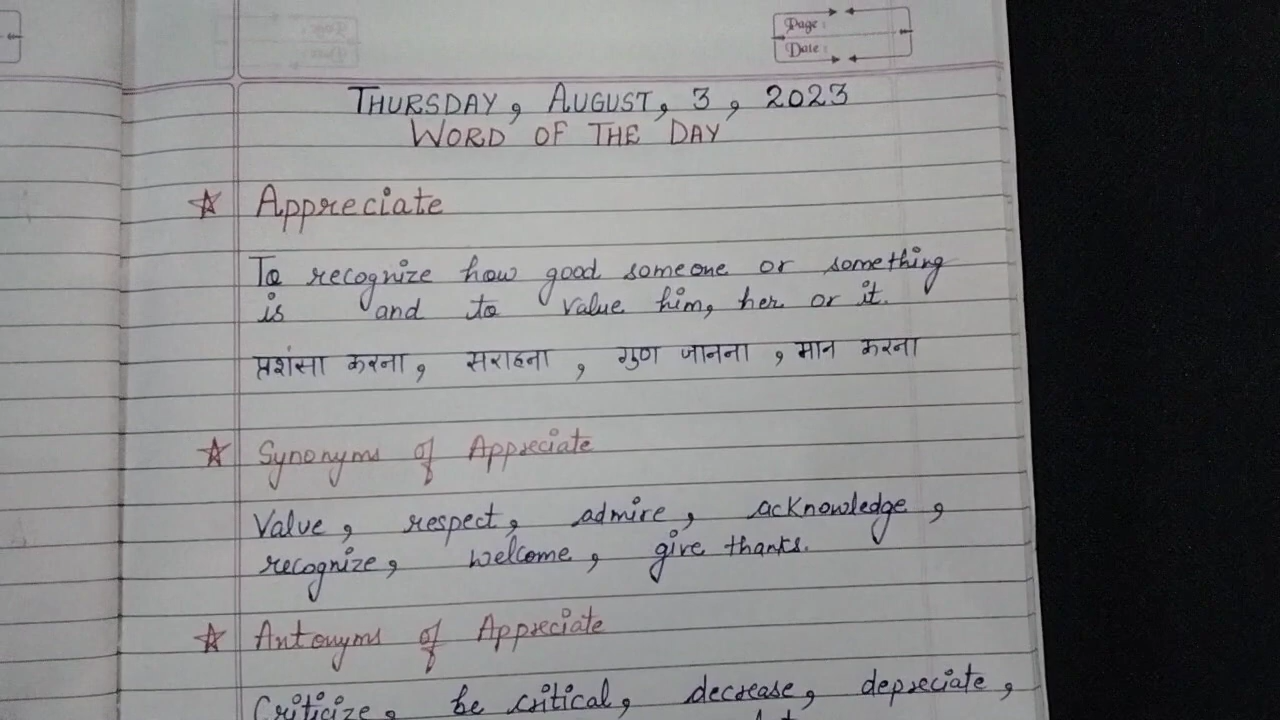 Page:
Date:
THURSDAY, AUGUST, 3, 2023
WORD OF THE DAY
☆ Appreciate
To recognize how good someone or something
is and to value him, her or it.
प्रशंसा करना, सराहना, गुण जानना, मान करना
☆ Synonyms of Appreciate
Value, respect, admire, acknowledge,
recognize, welcome, give thanks.
☆ Antonyms of Appreciate
Criticize, be critical, decrease, depreciate,